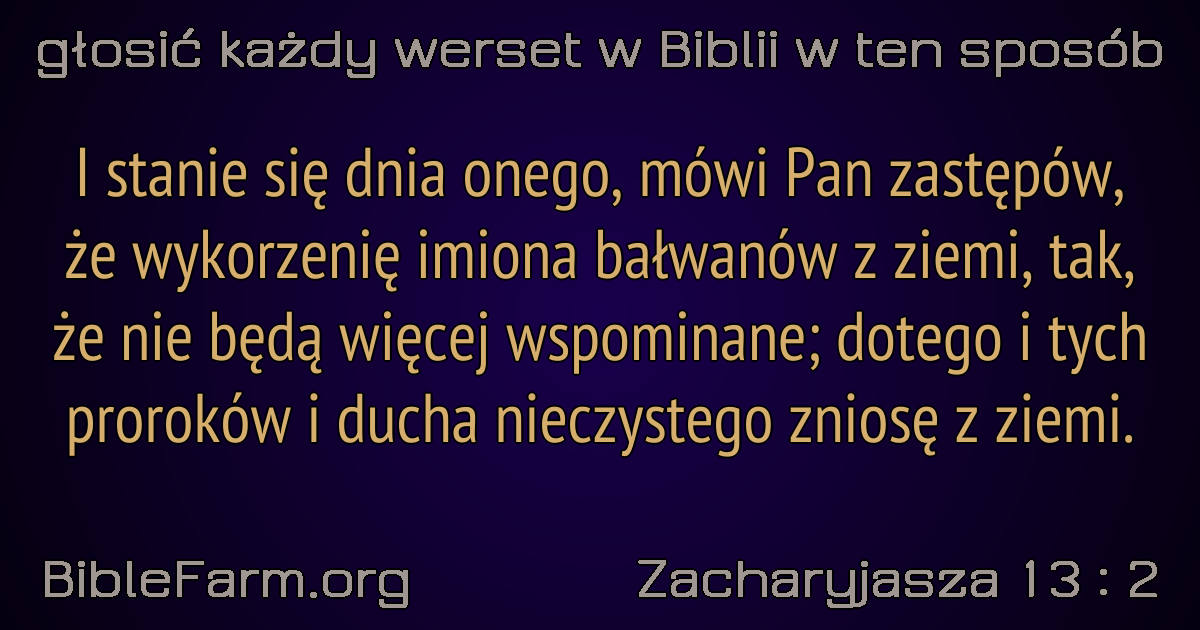 głosić każdy werset w Biblii w ten sposób
I stanie się dnia onego, mówi Pan zastępów,
że wykorzenię imiona bałwanów z ziemi, tak,
że nie będą więcej wspominane; dotego i tych
proroków i ducha nieczystego zniosę z ziemi.
BibleFarm.org
Zacharyjasza 13 : 2